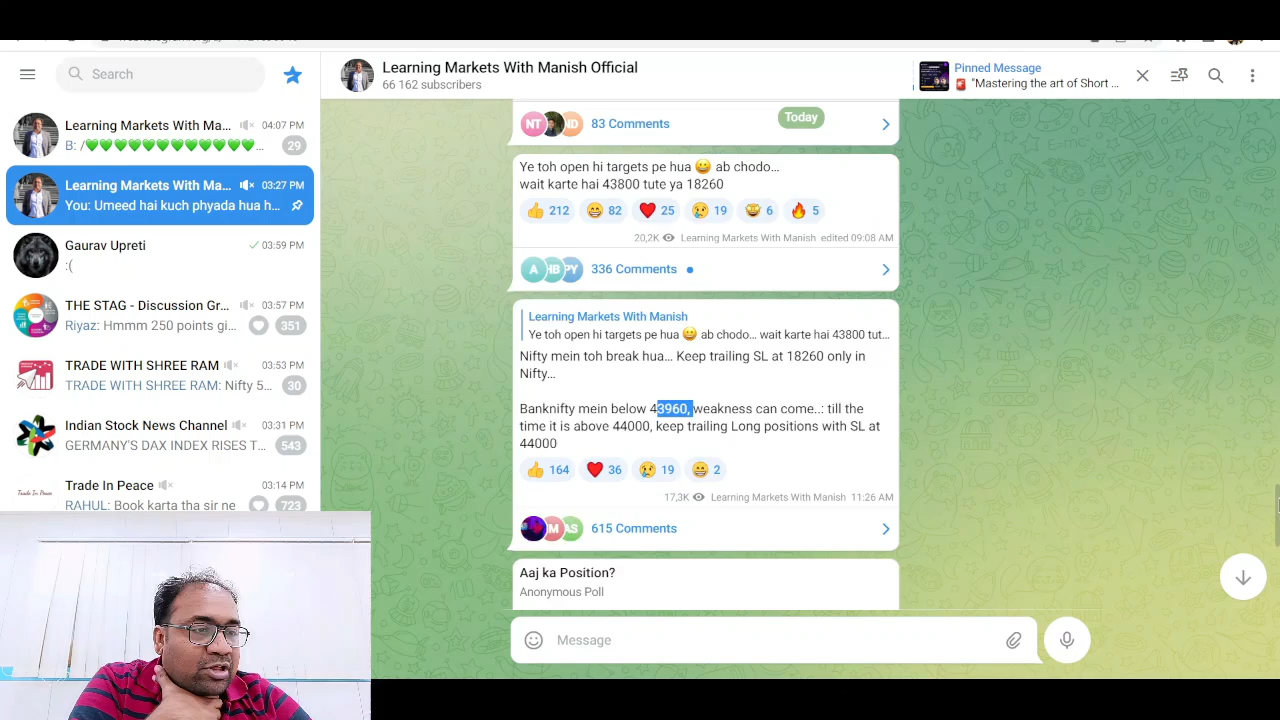 Search
Learning Markets With Ma... 04:07 PM
B: /💚💚💚💚💚💚💚💚💚💚💚💚💚... 29
Learning Markets With Ma... 03:27 PM
You: Umeed hai kuch phyada hua h...
Gaurav Upreti 03:59 PM
:(
THE STAG - Discussion Gr... 03:57 PM
Riyaz: Hmmm 250 points gi... 351
TRADE WITH SHREE RAM 03:53 PM
TRADE WITH SHREE RAM: Nifty 5... 30
Indian Stock News Channel 03:31 PM
GERMANY'S DAX INDEX RISES T... 543
Trade In Peace 03:14 PM
RAHUL: Book karta tha sir ne 723
Trade In Peace
Learning Markets With Manish Official
66 162 subscribers
Pinned Message
🚨 "Mastering the art of Short ...
NT ND 83 Comments
Today
Ye toh open hi targets pe hua 😀 ab chodo...
wait karte hai 43800 tute ya 18260
👍 212 😁 82 ❤ 25 😢 19 🤩 6 🔥 5
20,2K Learning Markets With Manish edited 09:08 AM
A HB PY 336 Comments
Learning Markets With Manish
Ye toh open hi targets pe hua 😀 ab chodo... wait karte hai 43800 tut...
Nifty mein toh break hua... Keep trailing SL at 18260 only in
Nifty...
Banknifty mein below 43960, weakness can come..: till the
time it is above 44000, keep trailing Long positions with SL at
44000
👍 164 ❤ 36 😢 19 😁 2
17,3K Learning Markets With Manish 11:26 AM
M AS 615 Comments
Aaj ka Position?
Anonymous Poll
Message